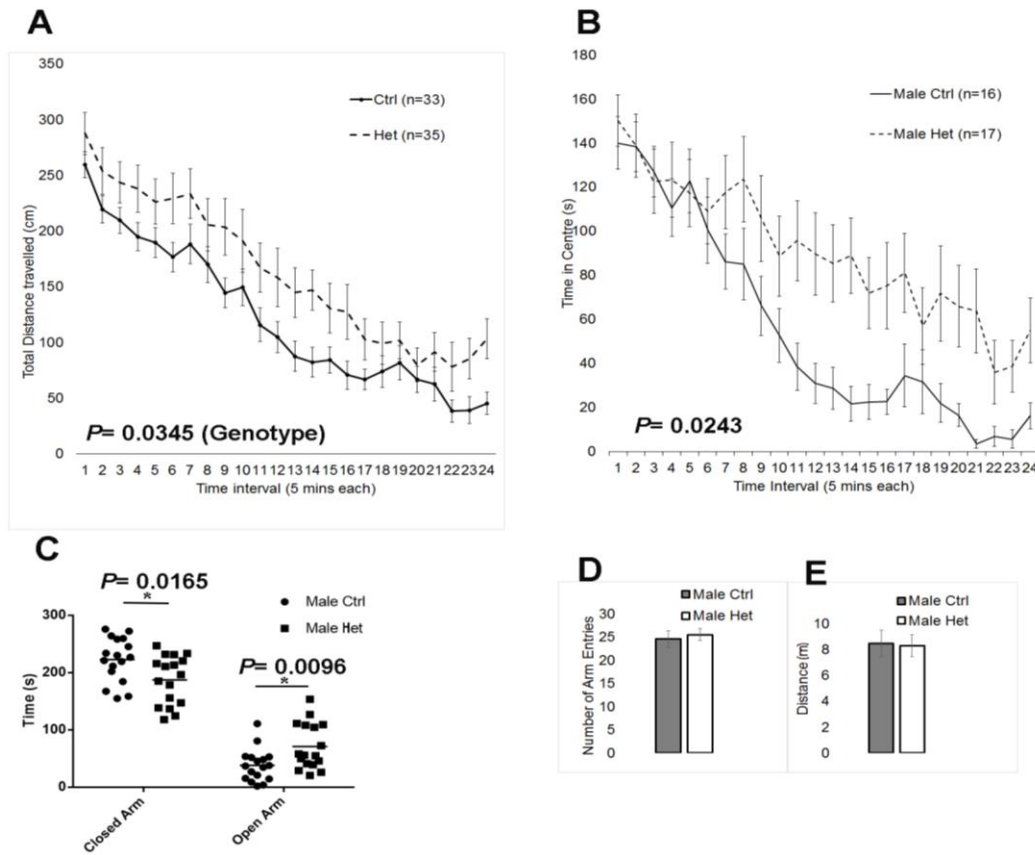 A
350
300
250
200
150
100
50
0
Total Distance travelled (cm)
Ctrl (n=33)
Het (n=35)
P= 0.0345 (Genotype)
1 2 3 4 5 6 7 8 9 10 11 12 13 14 15 16 17 18 19 20 21 22 23 24
Time interval (5 mins each)
B
180
160
140
120
100
80
60
40
20
0
Time in Centre (s)
Male Ctrl (n=16)
Male Het (n=17)
P= 0.0243
1 2 3 4 5 6 7 8 9 10 11 12 13 14 15 16 17 18 19 20 21 22 23 24
Time Interval (5 mins each)
C
P= 0.0165
*
Male Ctrl
Male Het
P= 0.0096
*
300
200
100
0
Time (s)
Closed Arm
Open Arm
D
Male Ctrl
Male Het
30
25
20
15
10
5
0
Number of Arm Entries
E
Male Ctrl
Male Het
10
8
6
4
2
0
Distance (m)